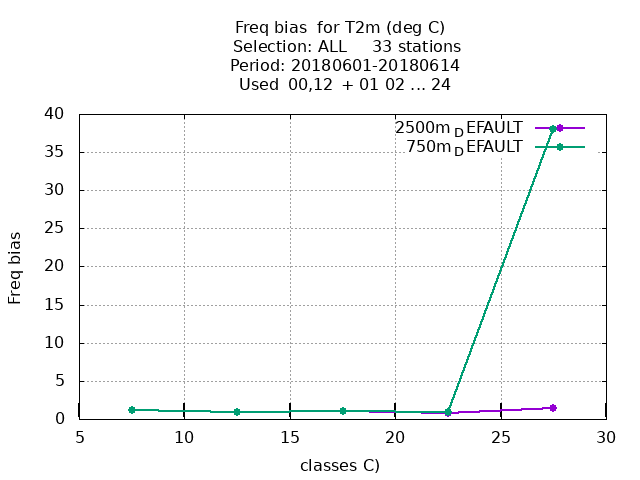 Freq bias  for T2m (deg C)
Selection: ALL     33 stations
Period: 20180601-20180614
Used  00,12  + 01 02 ... 24
40
35
30
25
20
15
10
5
0
Freq bias
2500m_DEFAULT
750m_DEFAULT
5 10 15 20 25 30
classes C)